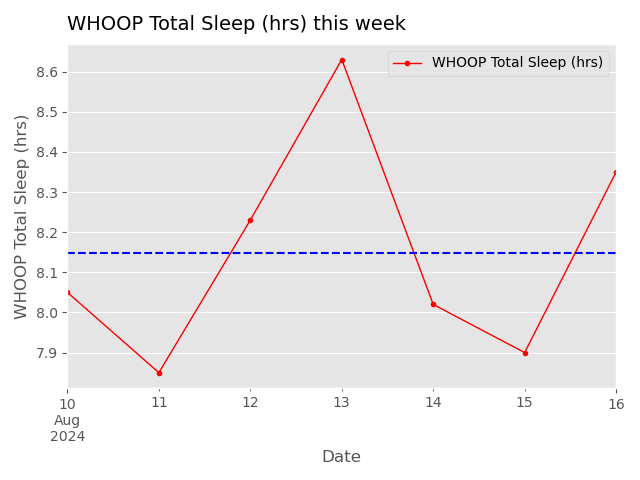 WHOOP Total Sleep (hrs) this week
WHOOP Total Sleep (hrs)
WHOOP Total Sleep (hrs)
8.6
8.5
8.4
8.3
8.2
8.1
8.0
7.9
10 11 12 13 14 15 16
Aug
2024
Date